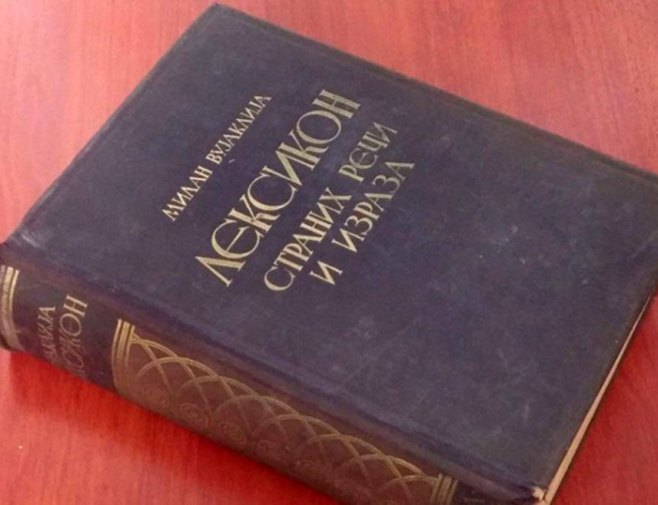 МИЛАН ВУЈАКЛИЈА
ЛЕКСИКОН
СТРАНИХ РЕЧИ
И ИЗРАЗА